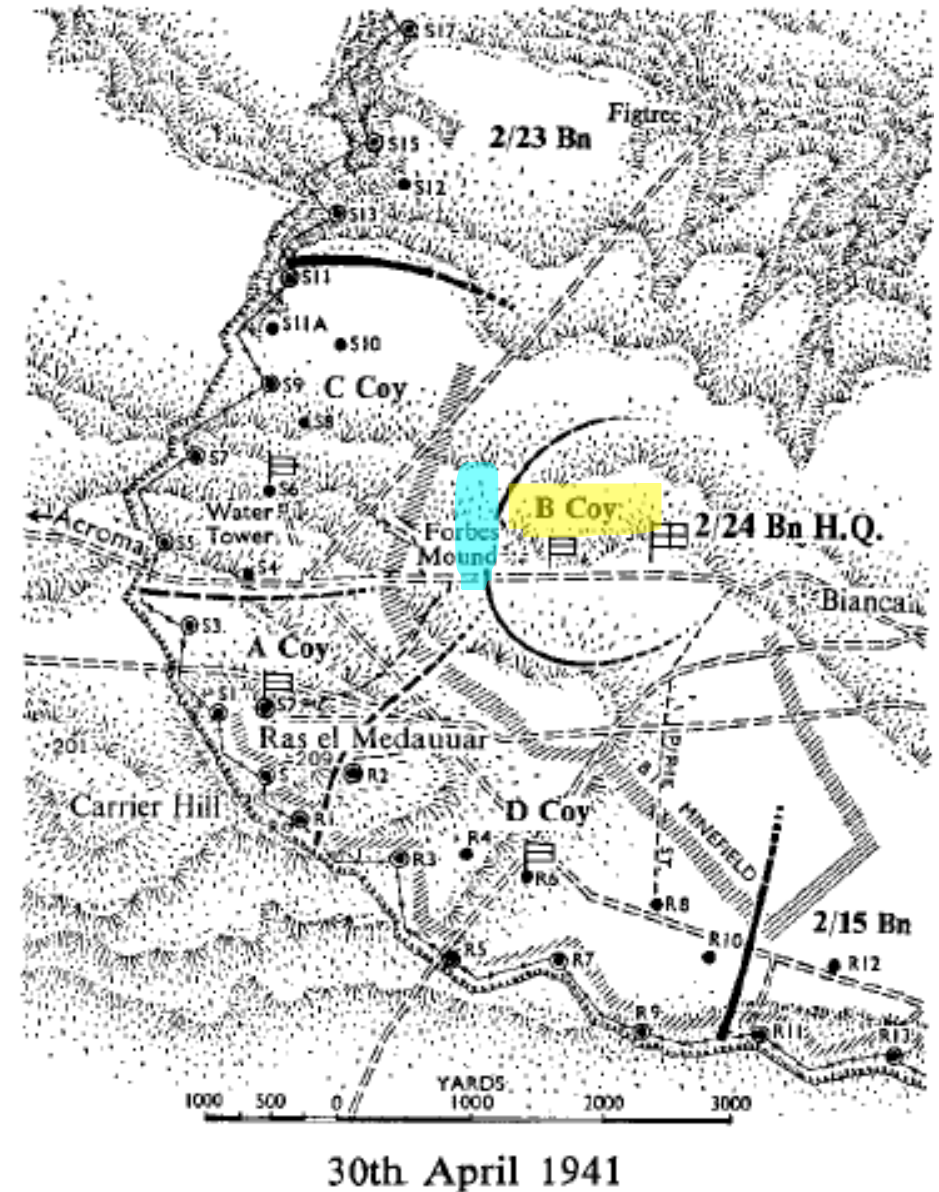 S17
Figtree
2/23 Bn
S15
S12
S13
S11
S11A
S10
S9
C Coy
S8
S7
S6
B Coy
Water
Tower
Forbes
Mound
2/24 Bn H.Q.
Acroma
S5
S4
Bianca
S3
A Coy
S1
S2
Ras el Medauuar
201
209
R2
Carrier Hill
R1
D Coy
PIRIE ST.
B1 MINEFIELD
R4
R3
R6
R8
2/15 Bn
R10
R5
R7
R12
R9
R11
R13
YARDS
1000 500 0 1000 2000 3000
30th April 1941